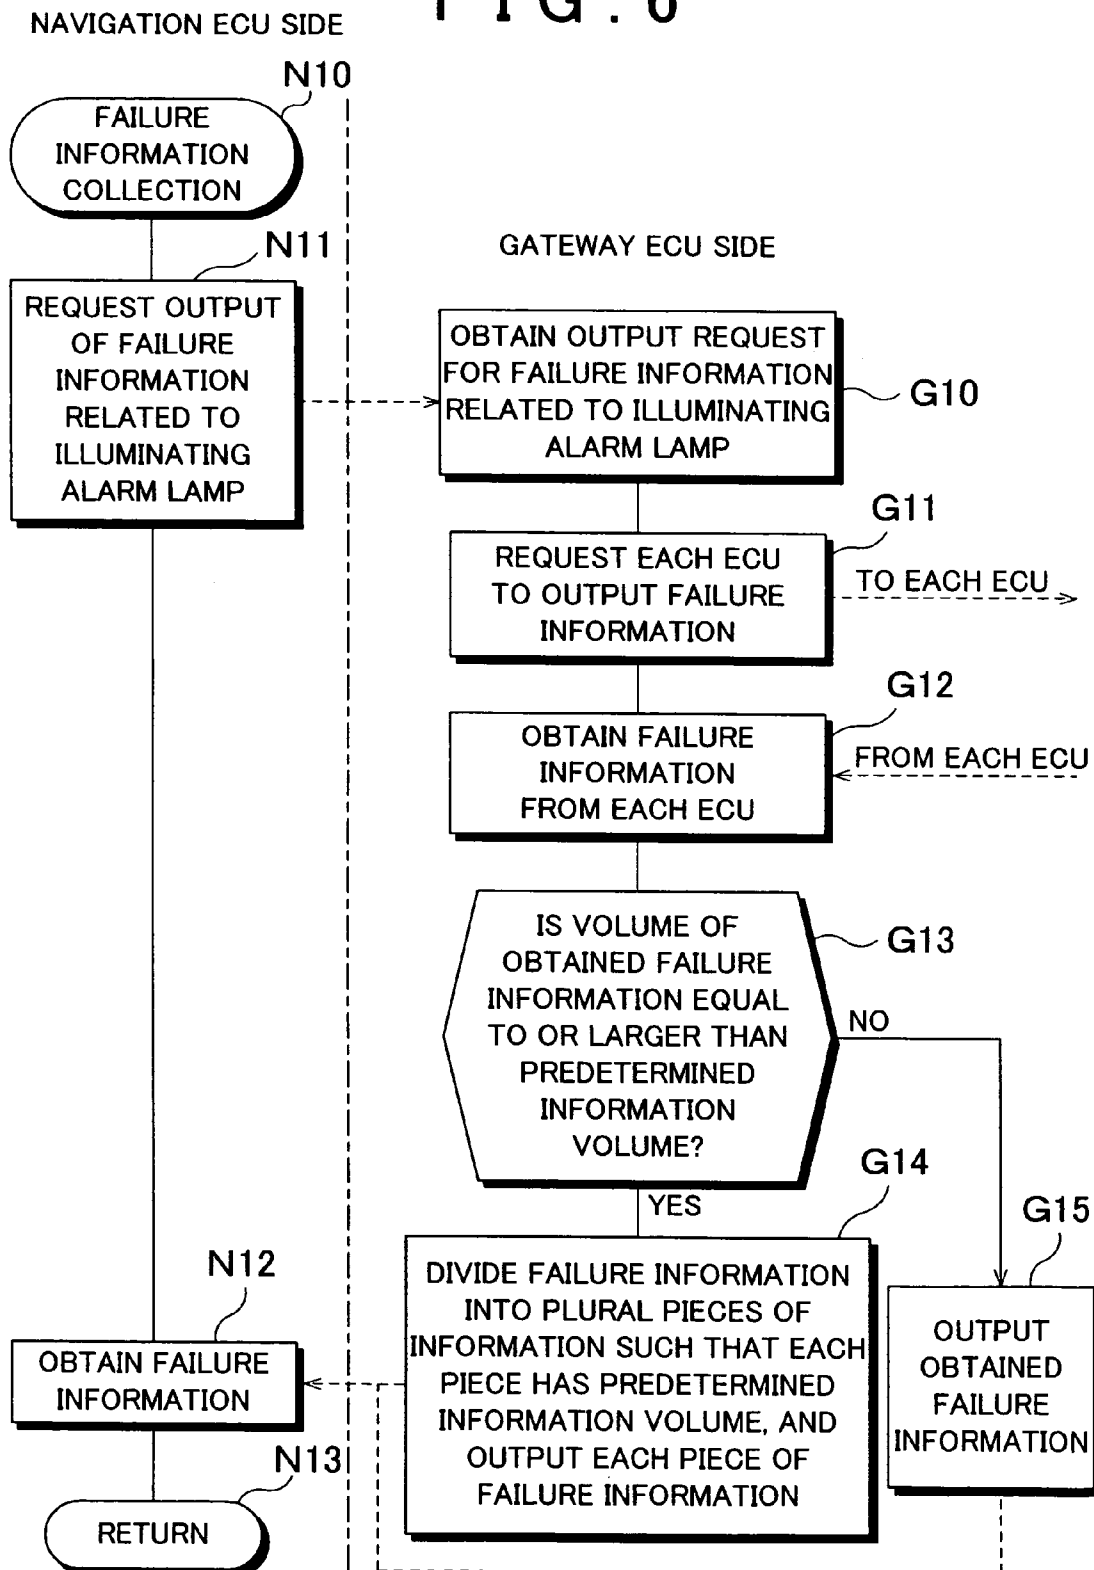 FIG. 6
NAVIGATION ECU SIDE
N10
FAILURE
INFORMATION
COLLECTION
N11
REQUEST OUTPUT
OF FAILURE
INFORMATION
RELATED TO
ILLUMINATING
ALARM LAMP
GATEWAY ECU SIDE
OBTAIN OUTPUT REQUEST
FOR FAILURE INFORMATION
RELATED TO ILLUMINATING
ALARM LAMP
G10
G11
REQUEST EACH ECU
TO OUTPUT FAILURE
INFORMATION
TO EACH ECU
G12
OBTAIN FAILURE
INFORMATION
FROM EACH ECU
FROM EACH ECU
IS VOLUME OF
OBTAINED FAILURE
INFORMATION EQUAL
TO OR LARGER THAN
PREDETERMINED
INFORMATION
VOLUME?
G13
NO
YES
G14
DIVIDE FAILURE INFORMATION
INTO PLURAL PIECES OF
INFORMATION SUCH THAT EACH
PIECE HAS PREDETERMINED
INFORMATION VOLUME, AND
OUTPUT EACH PIECE OF
FAILURE INFORMATION
G15
OUTPUT
OBTAINED
FAILURE
INFORMATION
N12
OBTAIN FAILURE
INFORMATION
N13
RETURN